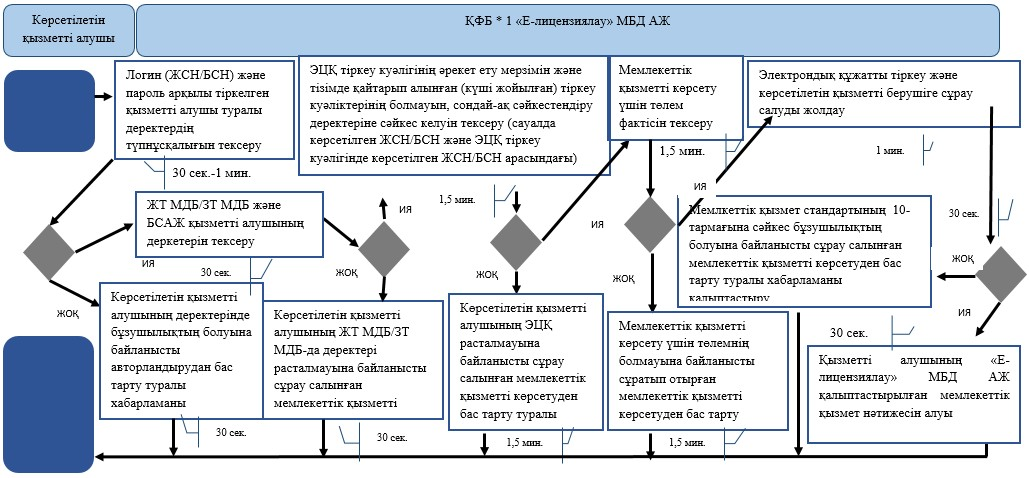 Көрсетілетін
қызметті алушы
ҚФБ * 1 «Е-лицензиялау» МБД АЖ
Логин (ЖСН/БСН) және
пароль арқылы тіркелген
қызметті алушы туралы
деректердің
түпнұсқалығын тексеру
ЭЦҚ тіркеу куәлігінің әрекет ету мерзімін және
тізімде қайтарып алынған (күші жойылған) тіркеу
куәліктерінің болмауын, сондай-ақ сәйкестендіру
деректеріне сәйкес келуін тексеру (сауалда
көрсетілген ЖСН/БСН және ЭЦҚ тіркеу
куәлігінде көрсетілген ЖСН/БСН арасындағы)
Мемлекеттік
қызметті көрсету
үшін төлем
фактісін тексеру
Электрондық құжатты тіркеу және
көрсетілетін қызметті берушіге сұрау
салуды жолдау
30 сек.-1 мин.
1,5 мин.
1,5 мин.
1 мин.
30 сек.
ЖТ МДБ/ЗТ МДБ және
БСАЖ қызметті алушының
деркетерін тексеру
ия
ия
ия
ия
ия
30 сек.
жоқ
жоқ
жоқ
жоқ
жоқ
Мемлкеттік қызмет стандартының 10-
тармағына сәйкес бұзушылықтың
болуына байланысты сұрау салынған
мемлекеттік қызметті көрсетуден бас
тарту туралы хабарламаны
қалыптастыру
Көрсетілетін қызметті
алушының деректерінде
бұзушылықтың болуына
байланысты
авторландырудан бас
тарту туралы
хабарламаны
Көрсетілетін қызметті
алушының ЖТ МДБ/ЗТ
МДБ-да деректері
расталмауына байланысты
сұрау салынған
мемлекеттік қызметті
Көрсетілетін қызметті
алушының ЭЦҚ
расталмауына
байланысты сұрау
салынған мемлекеттік
қызметті көрсетуден
бас тарту туралы
Мемлекеттік қызметті
көрсету үшін төлемнің
болмауына байланысты
сұратып отырған
мемлекеттік қызметті
көрсетуден бас тарту
30 сек.
Қызметті алушының «Е-
лицензиялау» МБД АЖ
қалыптастырылған мемлекеттік
қызмет нәтижесін алуы
30 сек.
30 сек.
1,5 мин.
1,5 мин.